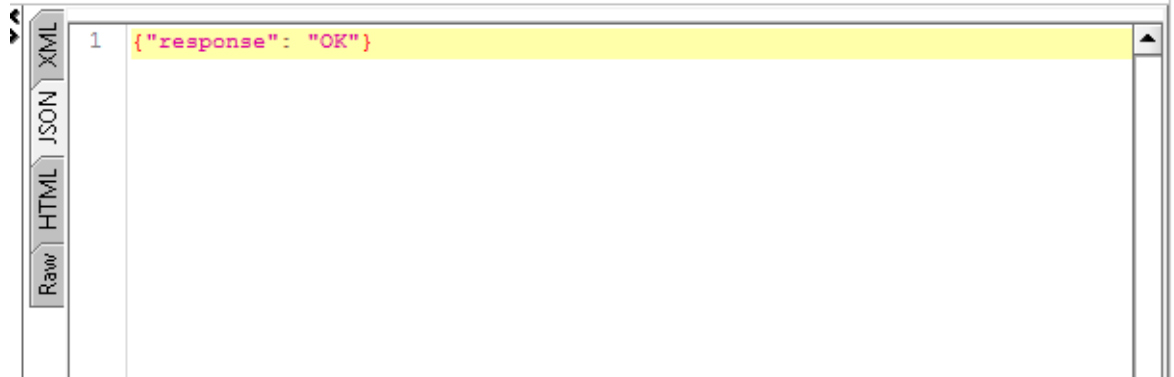 XML
JSON
HTML
Raw
1 {"response": "OK"}